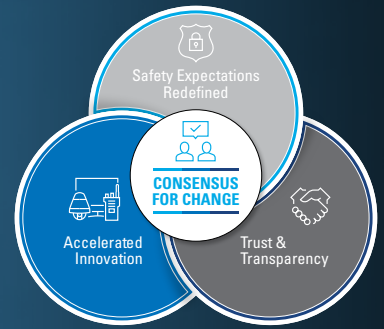 Safety Expectations
Redefined
CONSENSUS
FOR CHANGE
Accelerated
Innovation
Trust &
Transparency